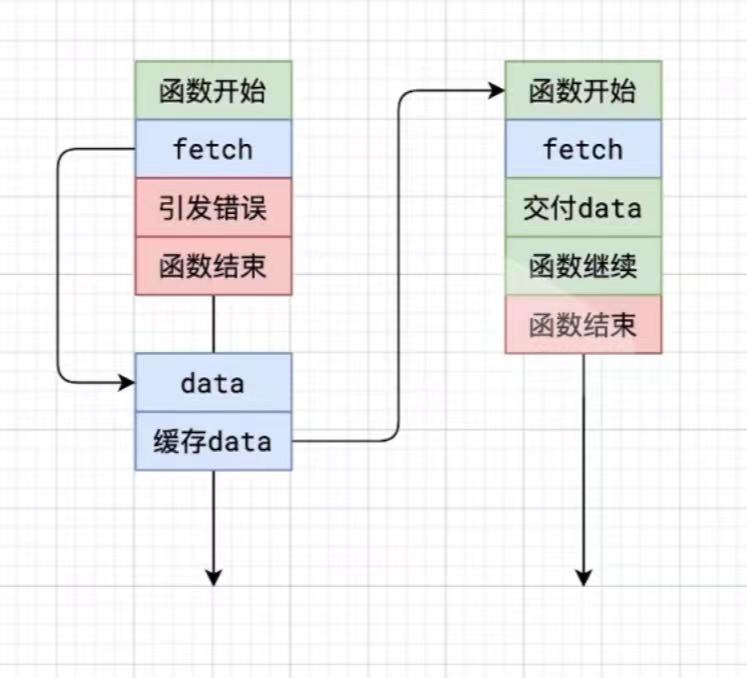 函数开始
fetch
引发错误
函数结束
data
缓存data
函数开始
fetch
交付data
函数继续
函数结束